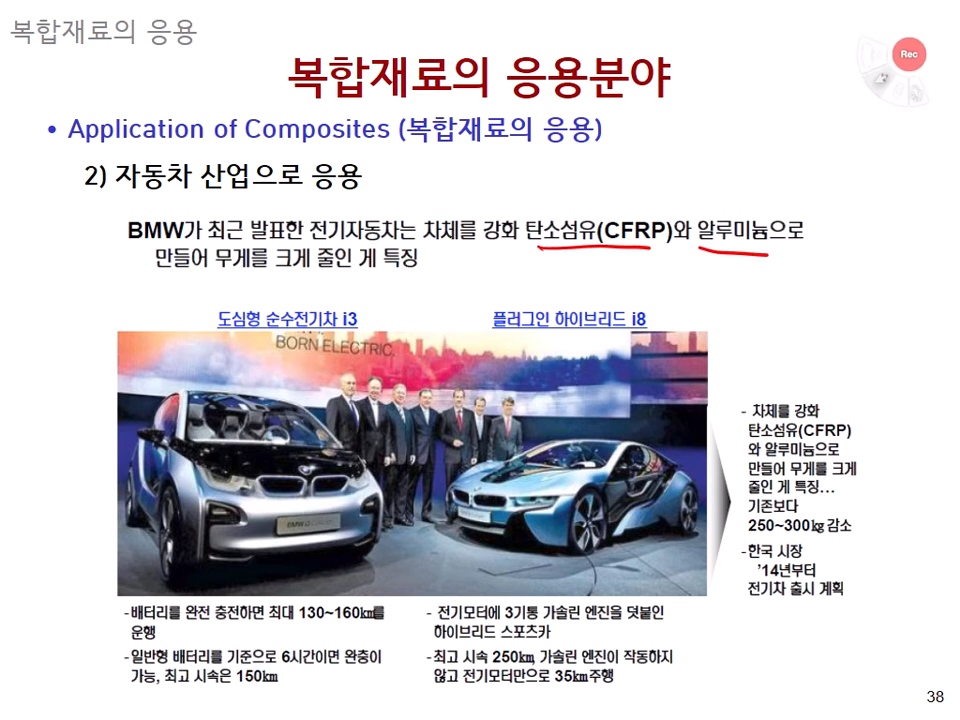 복합재료의 응용
Rec
복합재료의 응용분야
• Application of Composites (복합재료의 응용)
2) 자동차 산업으로 응용
BMW가 최근 발표한 전기자동차는 차체를 강화 탄소섬유(CFRP)와 알루미늄으로
만들어 무게를 크게 줄인 게 특징
도심형 순수전기차 i3
플러그인 하이브리드 i8
BORN ELECTRIC.
- 차체를 강화
탄소섬유(CFRP)
와 알루미늄으로
만들어 무게를 크게
줄인 게 특징...
기존보다
250~300㎏ 감소
-한국 시장
’14년부터
전기차 출시 계획
-배터리를 완전 충전하면 최대 130~160㎞를
운행
-일반형 배터리를 기준으로 6시간이면 완충이
가능, 최고 시속은 150㎞
- 전기모터에 3기통 가솔린 엔진을 덧붙인
하이브리드 스포츠카
-최고 시속 250㎞, 가솔린 엔진이 작동하지
않고 전기모터만으로 35㎞ 주행
38